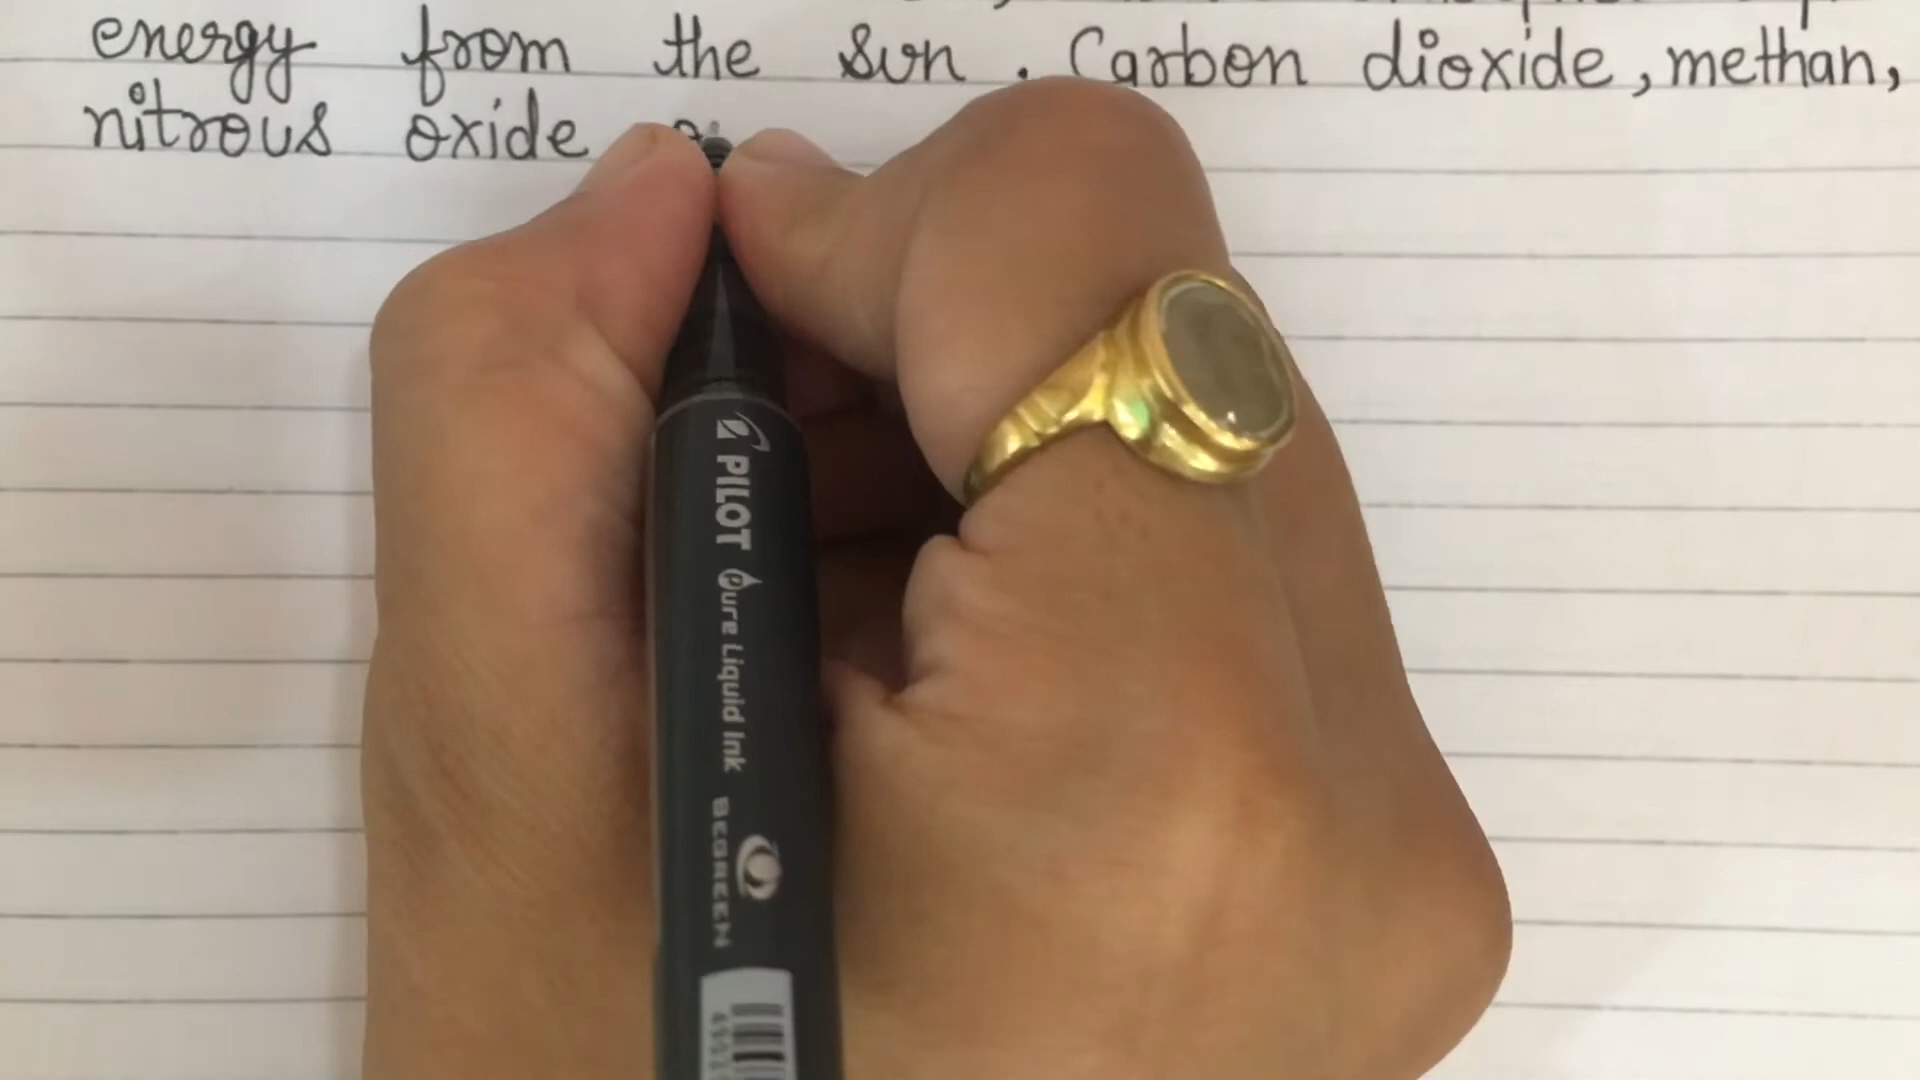 energy from the sun. Carbon dioxide, methan,
nitrous oxide
PILOT Pure Liquid Ink BEGREEN